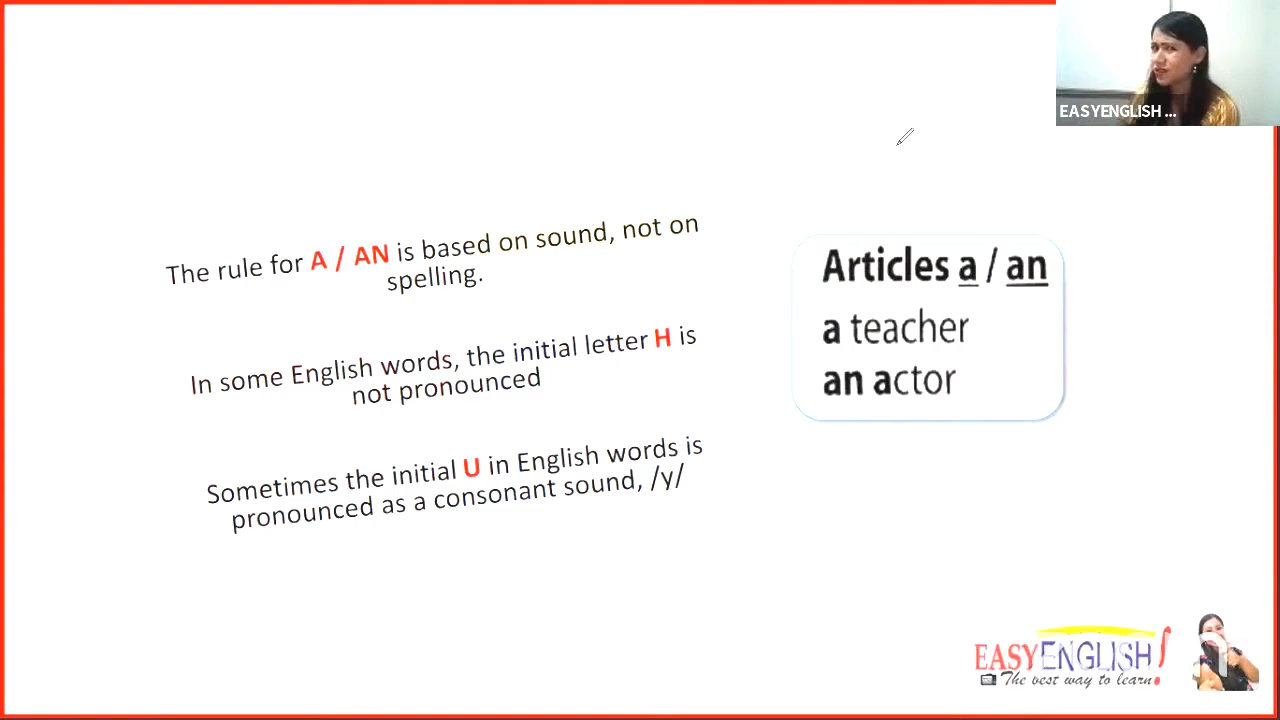 EASYENGLISH ...
The rule for A / AN is based on sound, not on
spelling.
In some English words, the initial letter H is
not pronounced
Sometimes the initial U in English words is
pronounced as a consonant sound, /y/
Articles a / an
a teacher
an actor
EASYENGLISH!
The best way to learn!